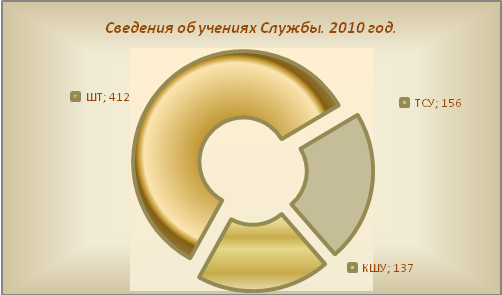 Сведения об учениях Службы. 2010 год.
ШТ; 412
ТСУ; 156
КШУ; 137